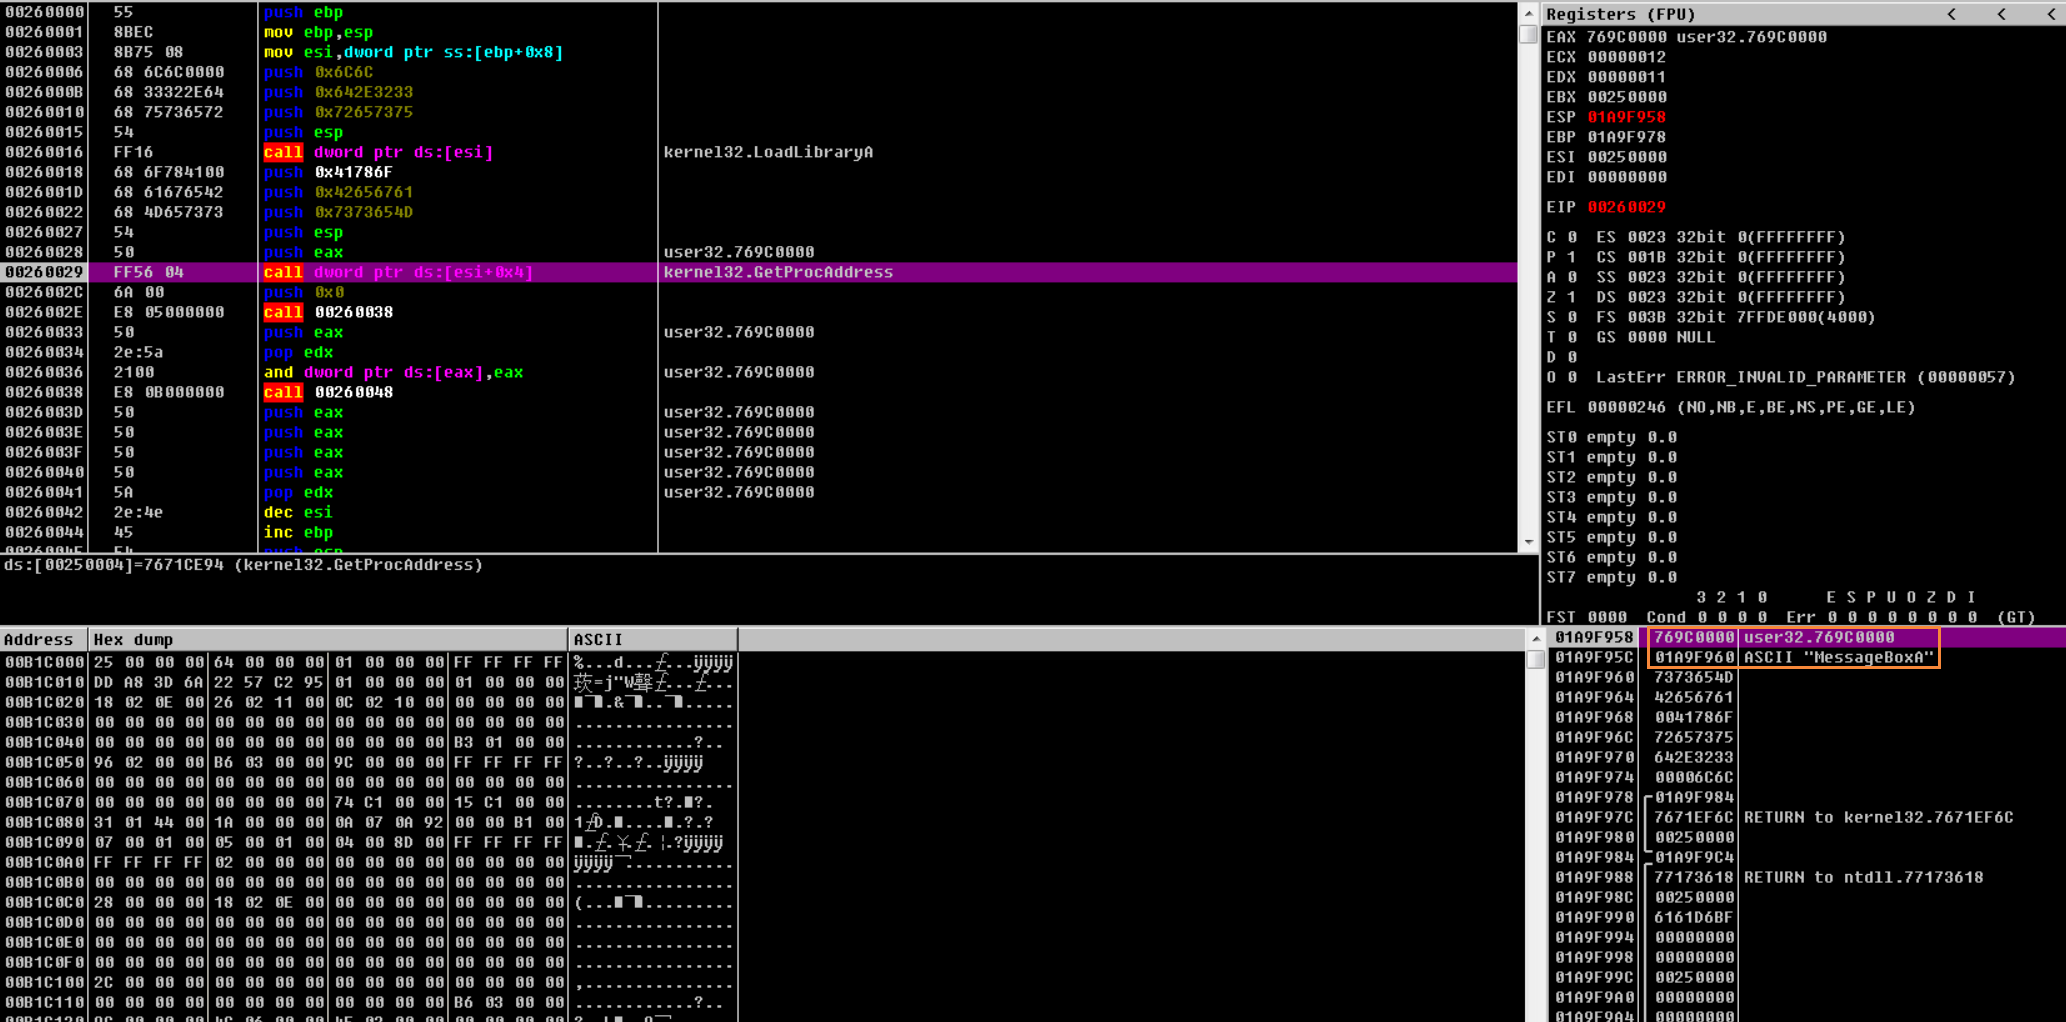 00260000 55 push ebp
00260001 8BEC mov ebp,esp
00260003 8B75 08 mov esi,dword ptr ss:[ebp+0x8]
00260006 68 6C6C0000 push 0x6C6C
0026000B 68 33322E64 push 0x642E3233
00260010 68 75736572 push 0x72657375
00260015 54 push esp
00260016 FF16 call dword ptr ds:[esi] kernel32.LoadLibraryA
00260018 68 6F784100 push 0x41786F
0026001D 68 61676542 push 0x42656761
00260022 68 4D657373 push 0x7373654D
00260027 54 push esp
00260028 50 push eax user32.769C0000
00260029 FF56 04 call dword ptr ds:[esi+0x4] kernel32.GetProcAddress
0026002C 6A 00 push 0x0
0026002E E8 05000000 call 00260038
00260033 50 push eax user32.769C0000
00260034 2e:5a pop edx
00260036 2100 and dword ptr ds:[eax],eax user32.769C0000
00260038 E8 0B000000 call 00260048
0026003D 50 push eax user32.769C0000
0026003E 50 push eax user32.769C0000
0026003F 50 push eax user32.769C0000
00260040 50 push eax user32.769C0000
00260041 5A pop edx user32.769C0000
00260042 2e:4e dec esi
00260044 45 inc ebp
ds:[00250004]=7671CE94 (kernel32.GetProcAddress)
Registers (FPU) < < <
EAX 769C0000 user32.769C0000
ECX 00000012
EDX 00000011
EBX 00250000
ESP 01A9F958
EBP 01A9F978
ESI 00250000
EDI 00000000
EIP 00260029
C 0 ES 0023 32bit 0(FFFFFFFF)
P 1 CS 001B 32bit 0(FFFFFFFF)
A 0 SS 0023 32bit 0(FFFFFFFF)
Z 1 DS 0023 32bit 0(FFFFFFFF)
S 0 FS 003B 32bit 7FFDE000(4000)
T 0 GS 0000 NULL
D 0
O 0 LastErr ERROR_INVALID_PARAMETER (00000057)
EFL 00000246 (NO,NB,E,BE,NS,PE,GE,LE)
ST0 empty 0.0
ST1 empty 0.0
ST2 empty 0.0
ST3 empty 0.0
ST4 empty 0.0
ST5 empty 0.0
ST6 empty 0.0
ST7 empty 0.0
3 2 1 0 E S P U O Z D I
FST 0000 Cond 0 0 0 0 Err 0 0 0 0 0 0 0 0 (GT)
Address Hex dump ASCII
00B1C000 25 00 00 00 64 00 00 00 01 00 00 00 FF FF FF FF %...d...£...ÿÿÿÿ
00B1C010 DD A8 3D 6A 22 57 C2 95 01 00 00 00 01 00 00 00
00B1C020 18 02 0E 00 26 02 11 00 0C 02 10 00 00 00 00 00
00B1C030 00 00 00 00 00 00 00 00 00 00 00 00 00 00 00 00 ................
00B1C040 00 00 00 00 00 00 00 00 00 00 00 00 B3 01 00 00 ............?..
00B1C050 96 02 00 00 B6 03 00 00 9C 00 00 00 FF FF FF FF ?..?..?..ÿÿÿÿ
00B1C060 00 00 00 00 00 00 00 00 00 00 00 00 00 00 00 00 ................
00B1C070 00 00 00 00 00 00 00 00 74 C1 00 00 15 C1 00 00
00B1C080 31 01 44 00 1A 00 00 00 0A 07 0A 92 00 00 B1 00
00B1C090 07 00 01 00 05 00 01 00 04 00 8D 00 FF FF FF FF
00B1C0A0 FF FF FF FF 02 00 00 00 00 00 00 00 00 00 00 00
00B1C0B0 00 00 00 00 00 00 00 00 00 00 00 00 00 00 00 00 ................
00B1C0C0 28 00 00 00 18 02 0E 00 00 00 00 00 00 00 00 00
00B1C0D0 00 00 00 00 00 00 00 00 00 00 00 00 00 00 00 00 ................
00B1C0E0 00 00 00 00 00 00 00 00 00 00 00 00 00 00 00 00 ................
00B1C0F0 00 00 00 00 00 00 00 00 00 00 00 00 00 00 00 00 ................
00B1C100 2C 00 00 00 00 00 00 00 00 00 00 00 00 00 00 00 ,...............
00B1C110 00 00 00 00 00 00 00 00 00 00 00 00 B6 03 00 00 ............?..
01A9F958 769C0000 user32.769C0000
01A9F95C 01A9F960 ASCII "MessageBoxA"
01A9F960 7373654D
01A9F964 42656761
01A9F968 0041786F
01A9F96C 72657375
01A9F970 642E3233
01A9F974 00006C6C
01A9F978 01A9F984
01A9F97C 7671EF6C RETURN to kernel32.7671EF6C
01A9F980 00250000
01A9F984 01A9F9C4
01A9F988 77173618 RETURN to ntdll.77173618
01A9F98C 00250000
01A9F990 6161D6BF
01A9F994 00000000
01A9F998 00000000
01A9F99C 00250000
01A9F9A0 00000000
01A9F9A4 00000000